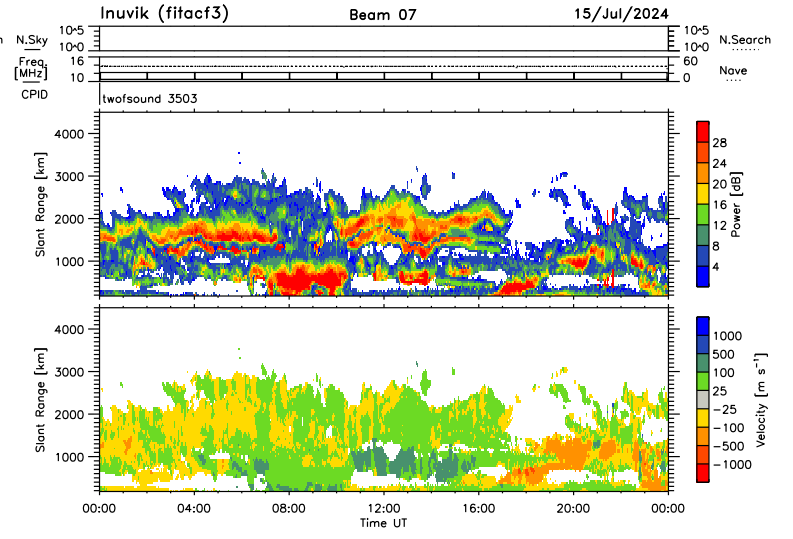 Inuvik (fitacf3) Beam 07 15/Jul/2024
h N.Sky 10^5 10^5 N.Search
10^0 10^0
Freq. 16 60
[MHz] 10 0 Nave
CPID twofsound 3503
Slant Range [km]
4000
3000
2000
1000
28
24
20
16
12
8
4
Power [dB]
Slant Range [km]
4000
3000
2000
1000
1000
500
100
25
−25
−100
−500
−1000
Velocity [m s⁻¹]
00:00 04:00 08:00 12:00 16:00 20:00 00:00
Time UT